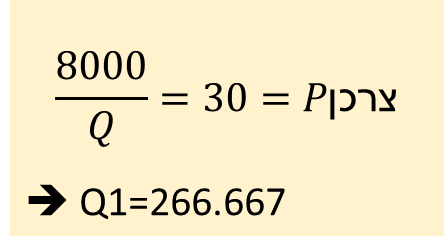 8000/Q = 30 = Pצרכן
➔ Q1=266.667